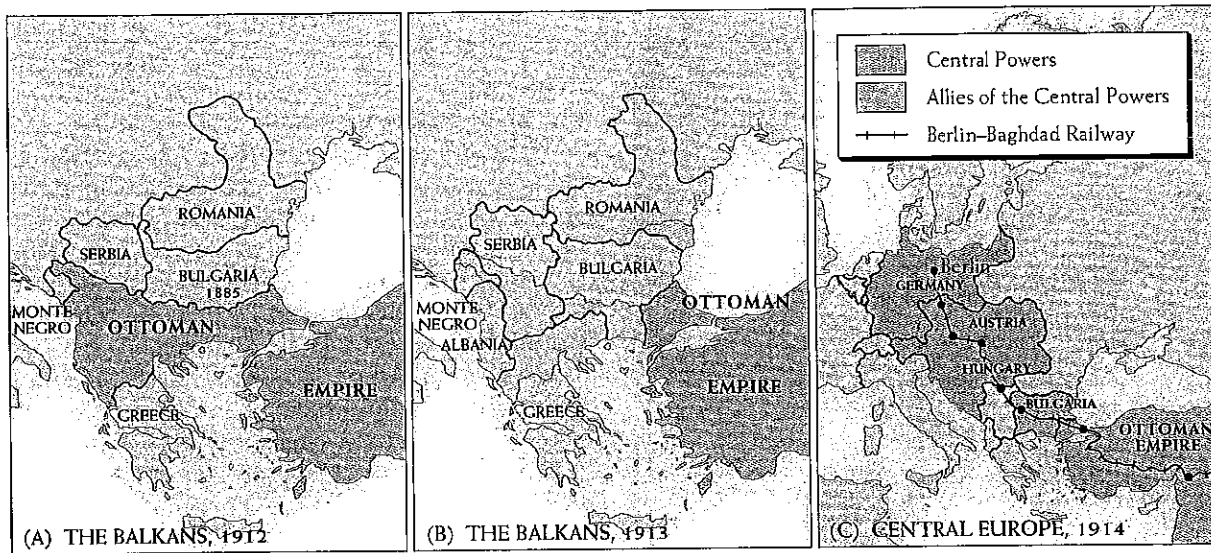 ROMANIA
SERBIA
BULGARIA
1885
MONTE
NEGRO
OTTOMAN
EMPIRE
GREECE
(A) THE BALKANS, 1912
ROMANIA
SERBIA
BULGARIA
OTTOMAN
MONTE
NEGRO
ALBANIA
EMPIRE
GREECE
(B) THE BALKANS, 1913
Central Powers
Allies of the Central Powers
Berlin–Baghdad Railway
Berlin
GERMANY
AUSTRIA
HUNGARY
BULGARIA
OTTOMAN
EMPIRE
(C) CENTRAL EUROPE, 1914